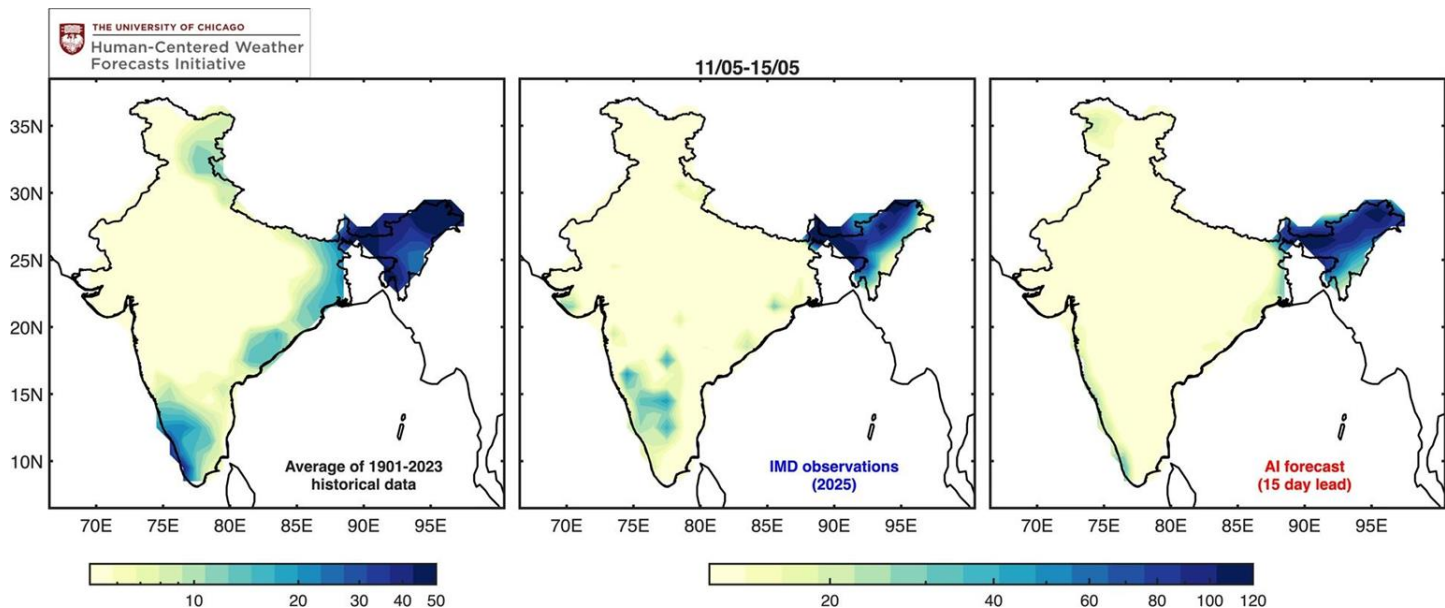 THE UNIVERSITY OF CHICAGO
Human-Centered Weather
Forecasts Initiative
11/05-15/05
35N
30N
25N
20N
15N
10N
Average of 1901-2023
historical data
IMD observations
(2025)
AI forecast
(15 day lead)
70E 75E 80E 85E 90E 95E
70E 75E 80E 85E 90E 95E
70E 75E 80E 85E 90E 95E
10 20 30 40 50
20 40 60 80 100 120